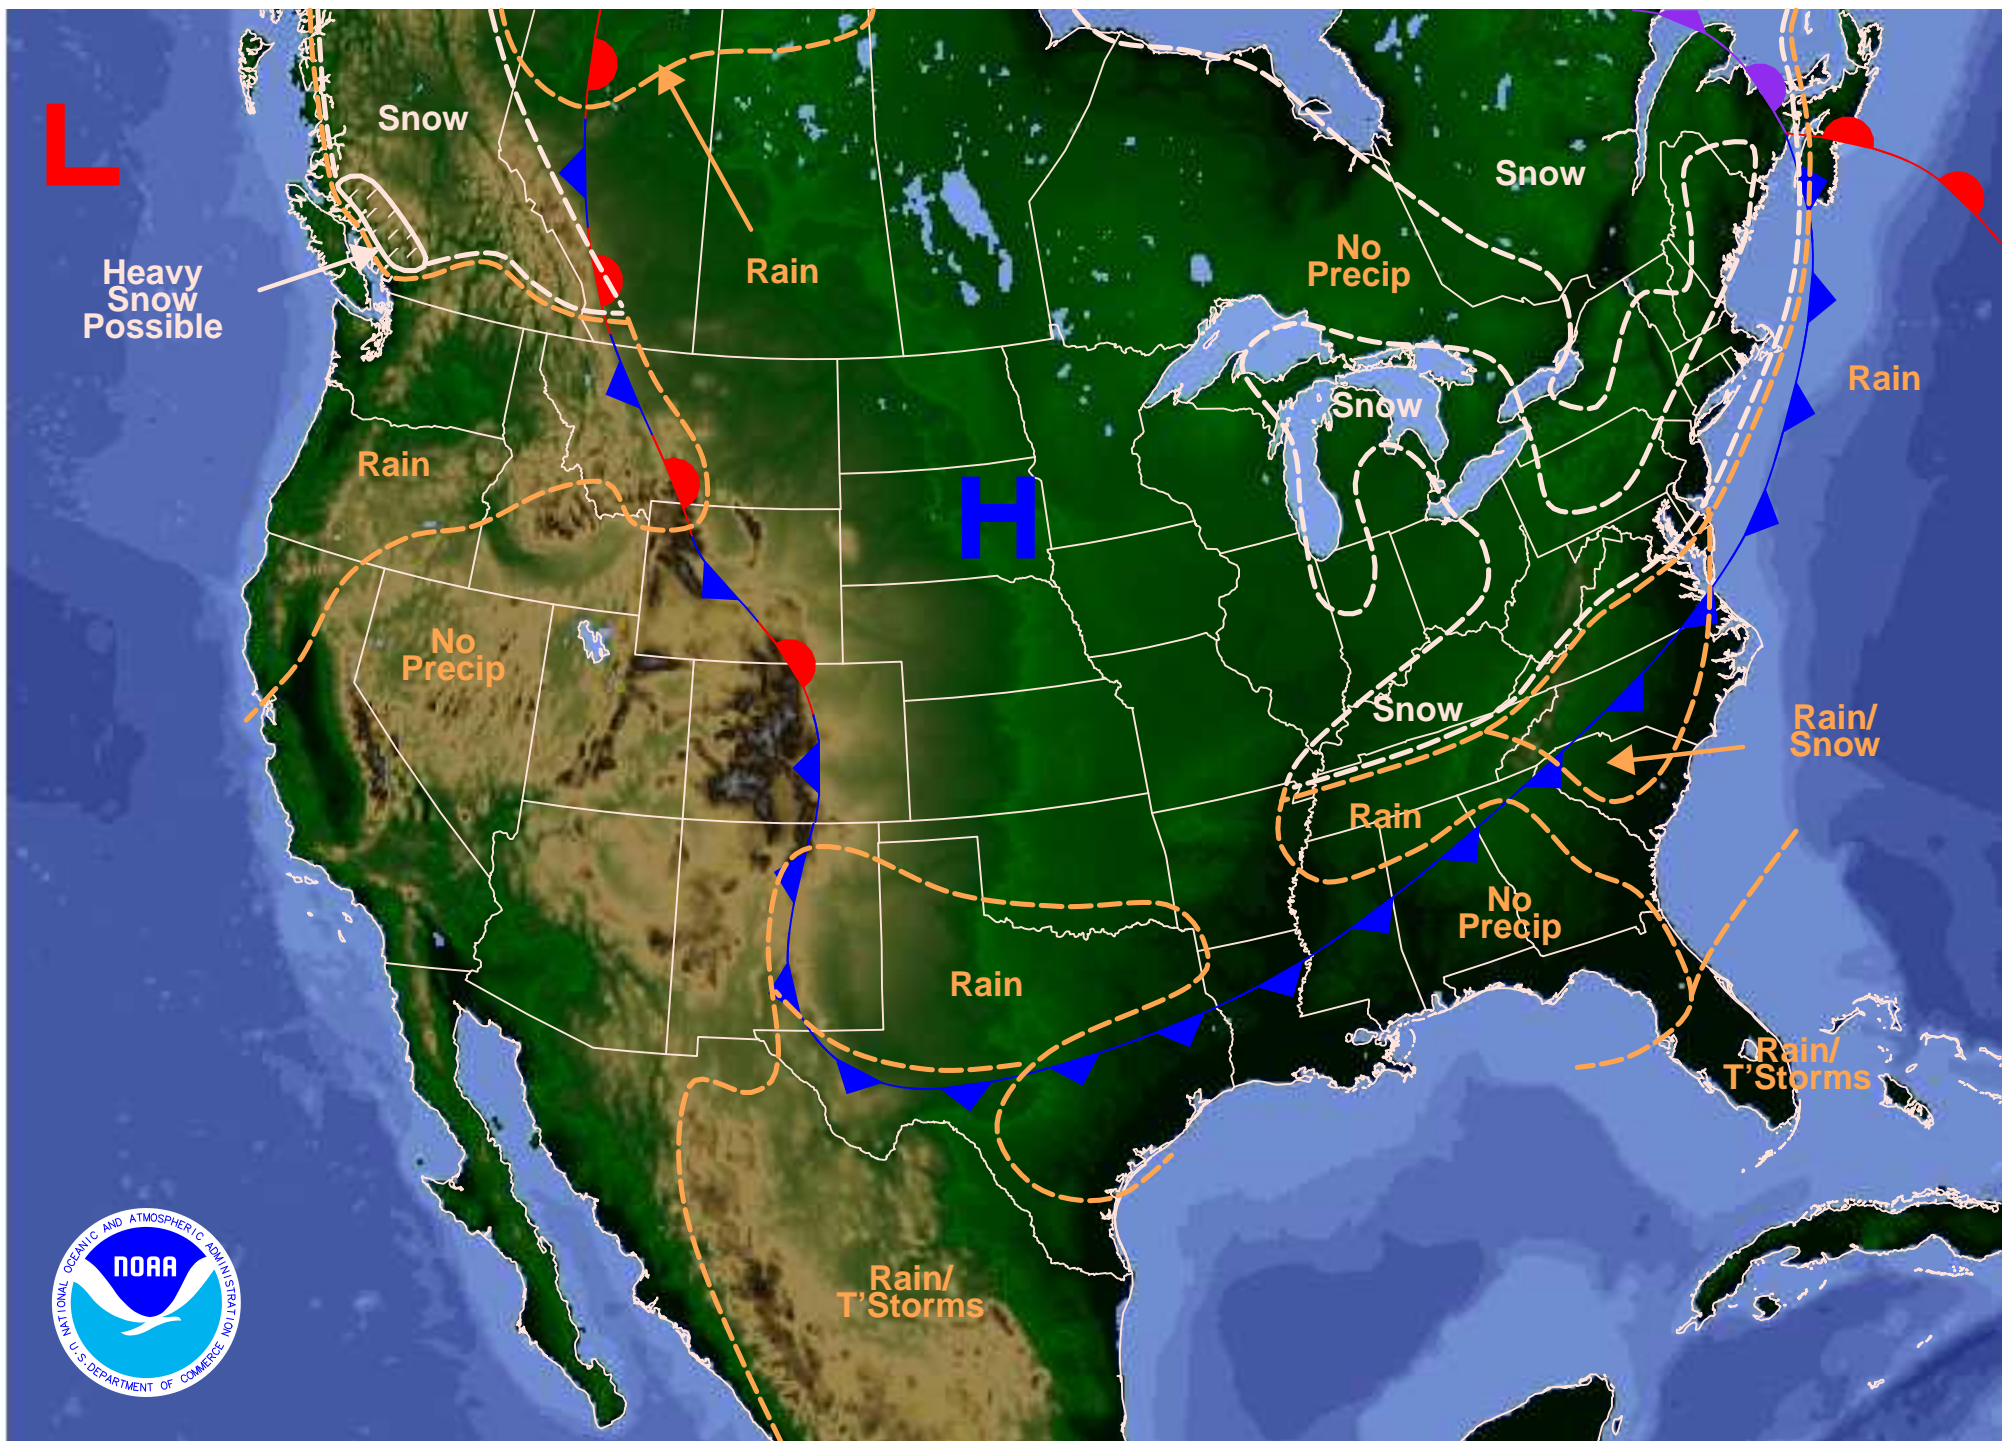 L
Snow
Heavy
Snow
Possible
Rain
Snow
No
Precip
Rain
Rain
Snow
H
No
Precip
Snow
Rain/
Snow
Rain
No
Precip
Rain
Rain/
T'Storms
Rain/
T'Storms
NATIONAL OCEANIC AND ATMOSPHERIC ADMINISTRATION
NOAA
U.S. DEPARTMENT OF COMMERCE